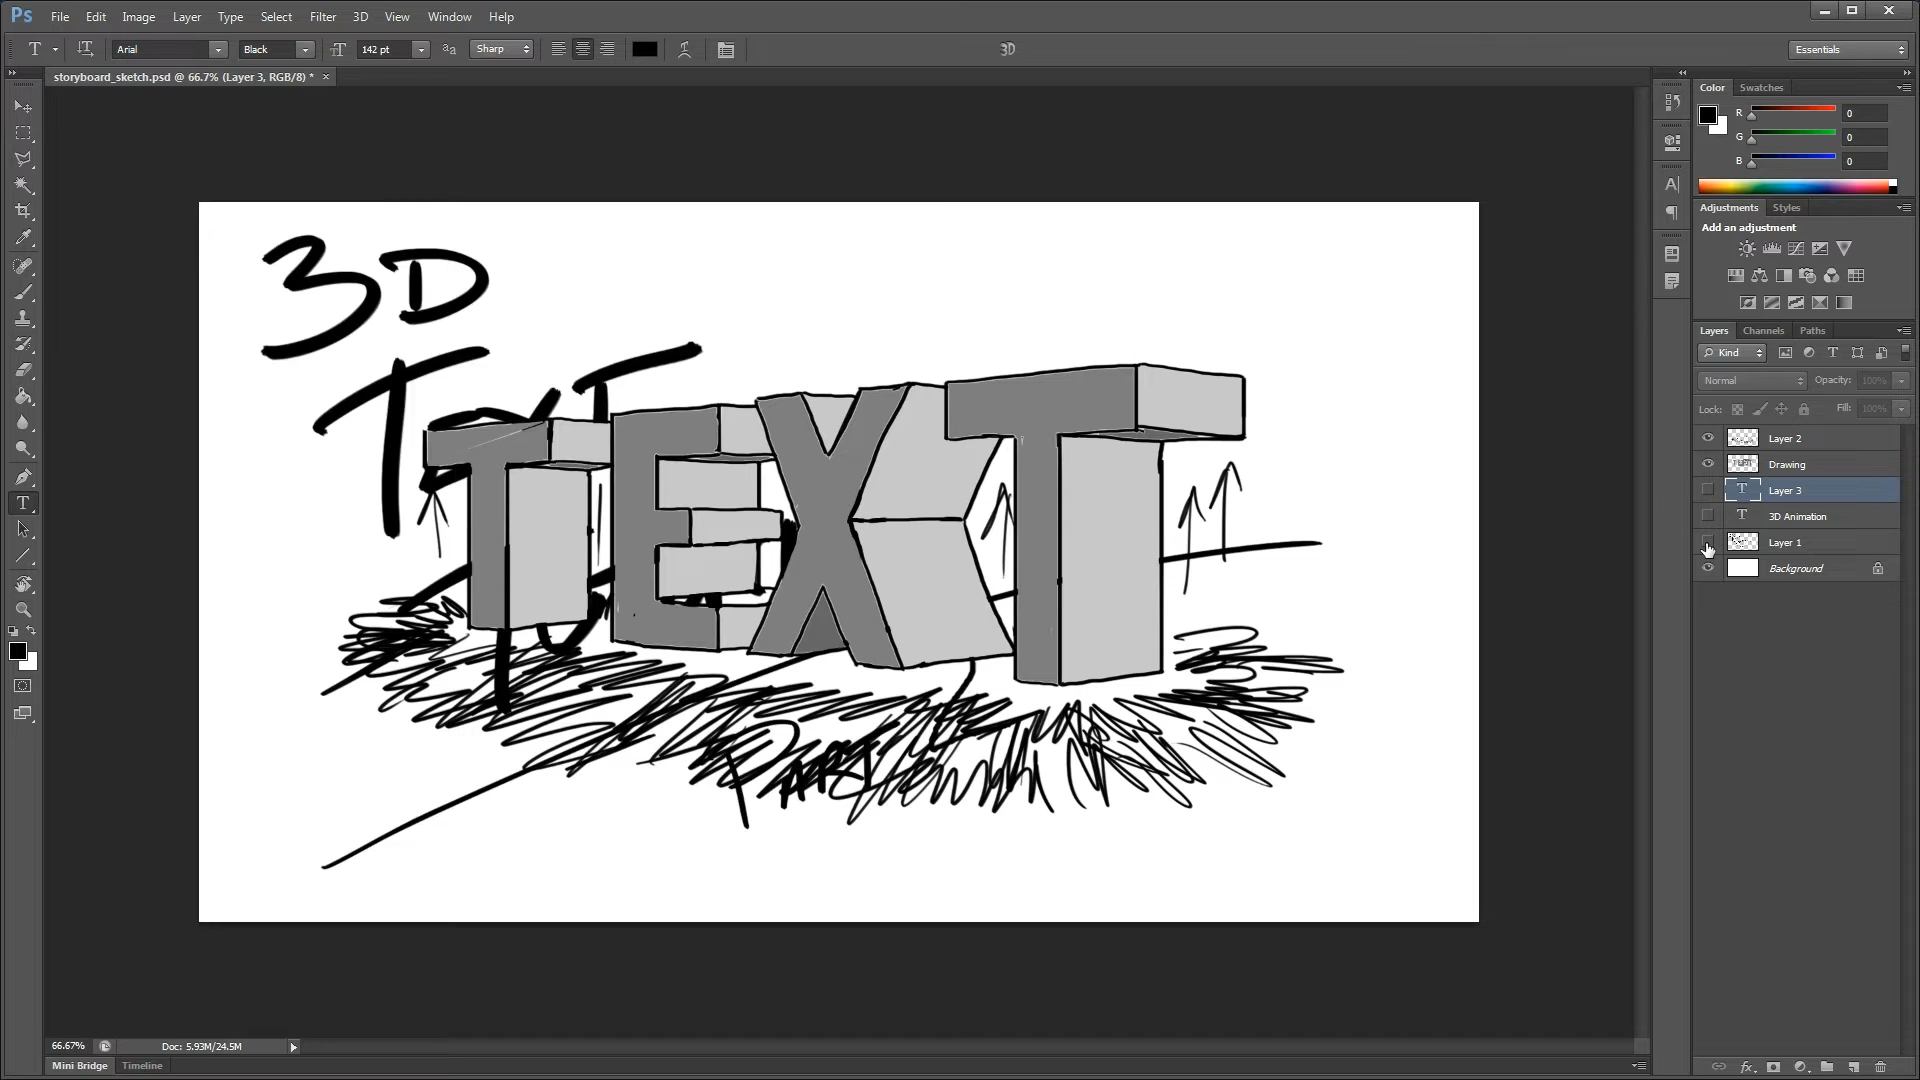 Ps File Edit Image Layer Type Select Filter 3D View Window Help
T Arial Black 142 pt Sharp 3D Essentials
storyboard_sketch.psd @ 66.7% (Layer 3, RGB/8) *
Color Swatches
R 0
G 0
B 0
Adjustments Styles
Add an adjustment
Layers Channels Paths
Kind
Normal Opacity: 100%
Lock: Fill: 100%
Layer 2
Drawing
Layer 3
3D Animation
Layer 1
Background
3D
TEXT
66.67% Doc: 5.93M/24.5M
Mini Bridge Timeline